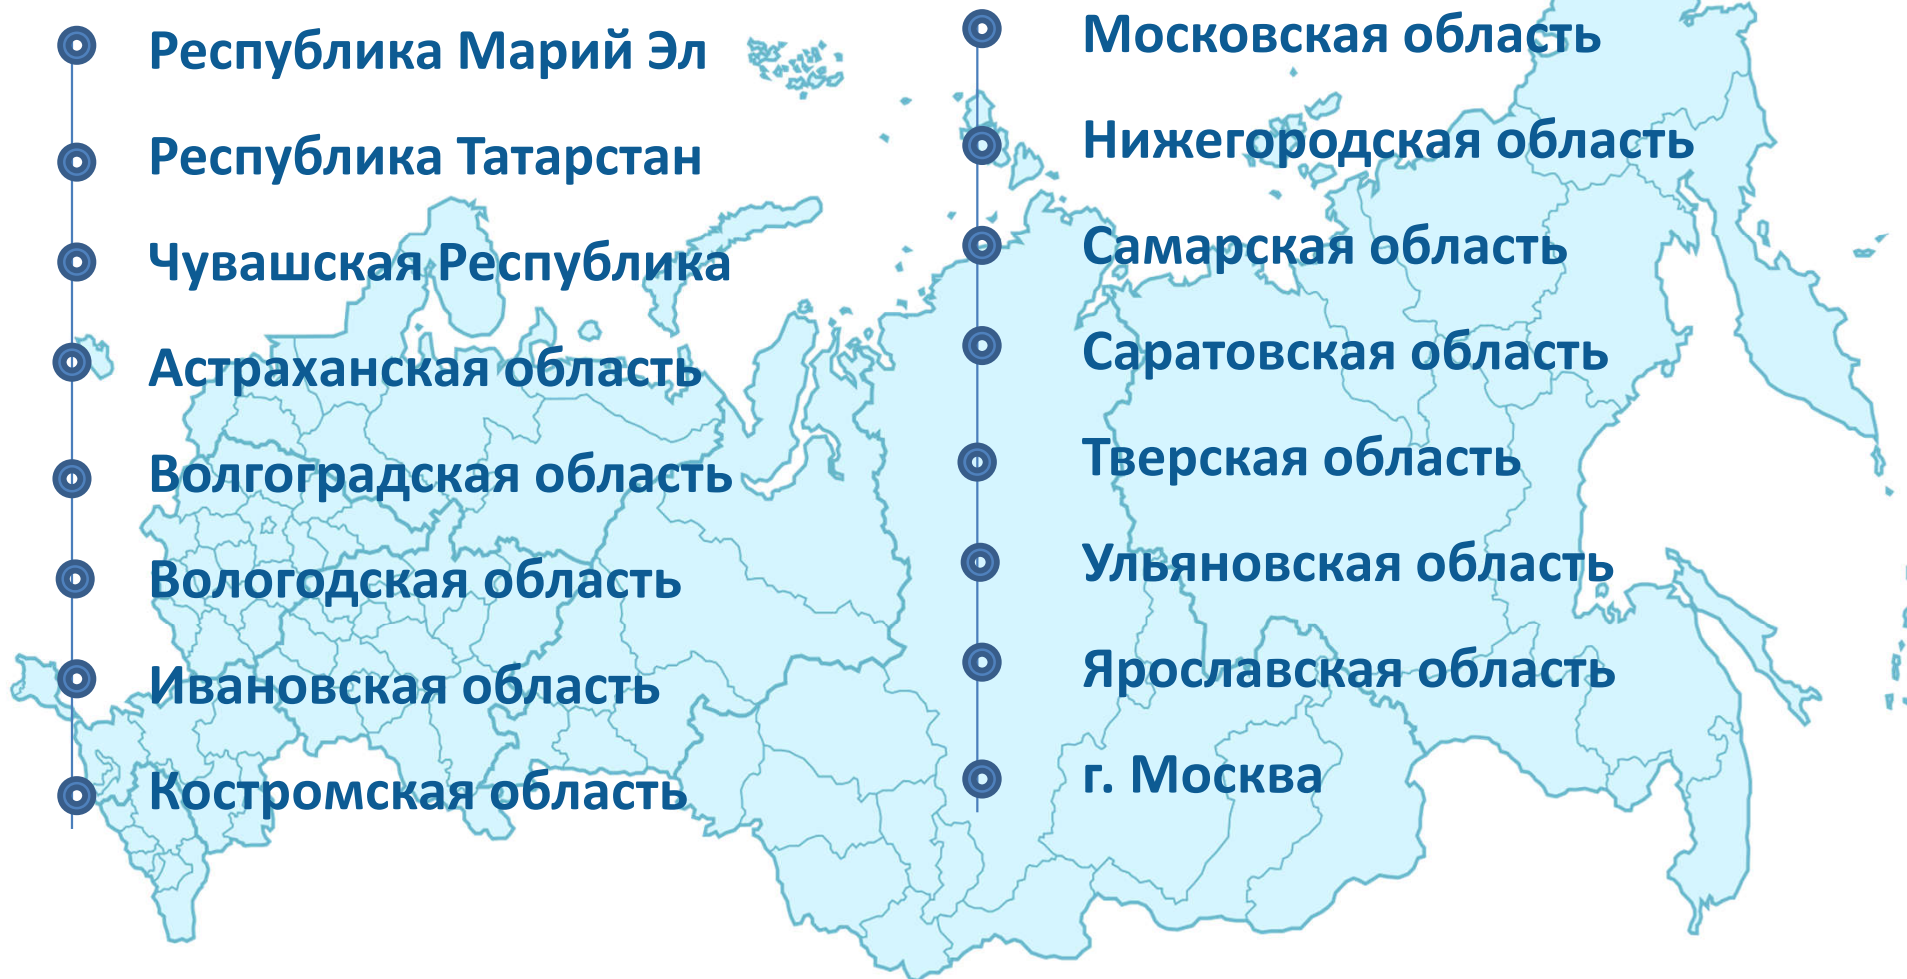 Республика Марий Эл
Республика Татарстан
Чувашская Республика
Астраханская область
Волгоградская область
Вологодская область
Ивановская область
Костромская область
Московская область
Нижегородская область
Самарская область
Саратовская область
Тверская область
Ульяновская область
Ярославская область
г. Москва